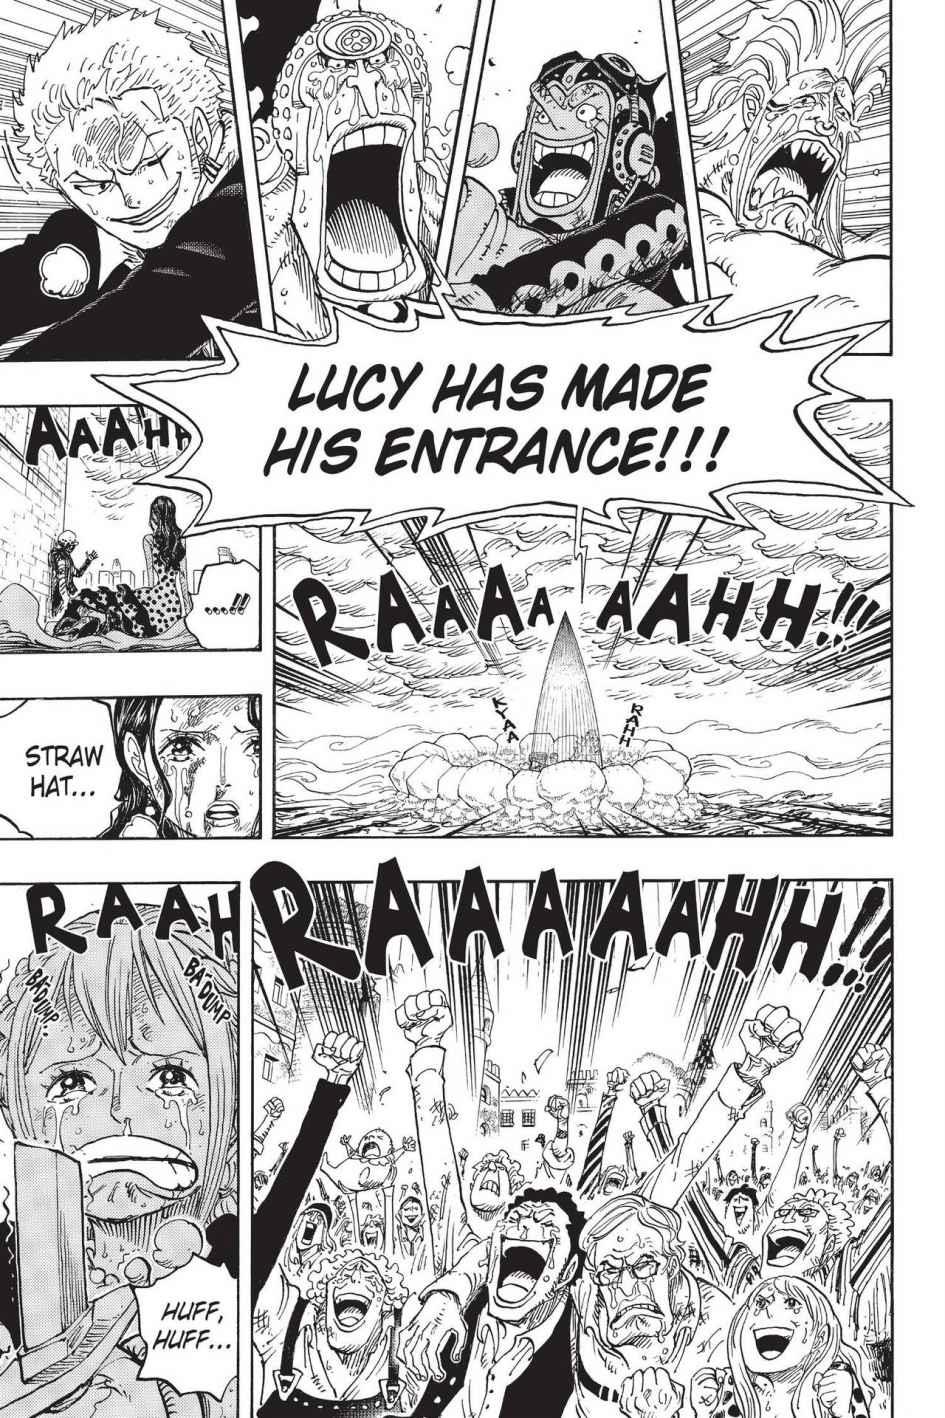 LUCY HAS MADE
HIS ENTRANCE!!!
RAAAA AAHH!!!
KYAA
RAHH
AAAHH
...!!
STRAW
HAT...
RAAAAAAHH!!!
RAAH
BA-DUMP
BA-DUMP...
HUFF,
HUFF...